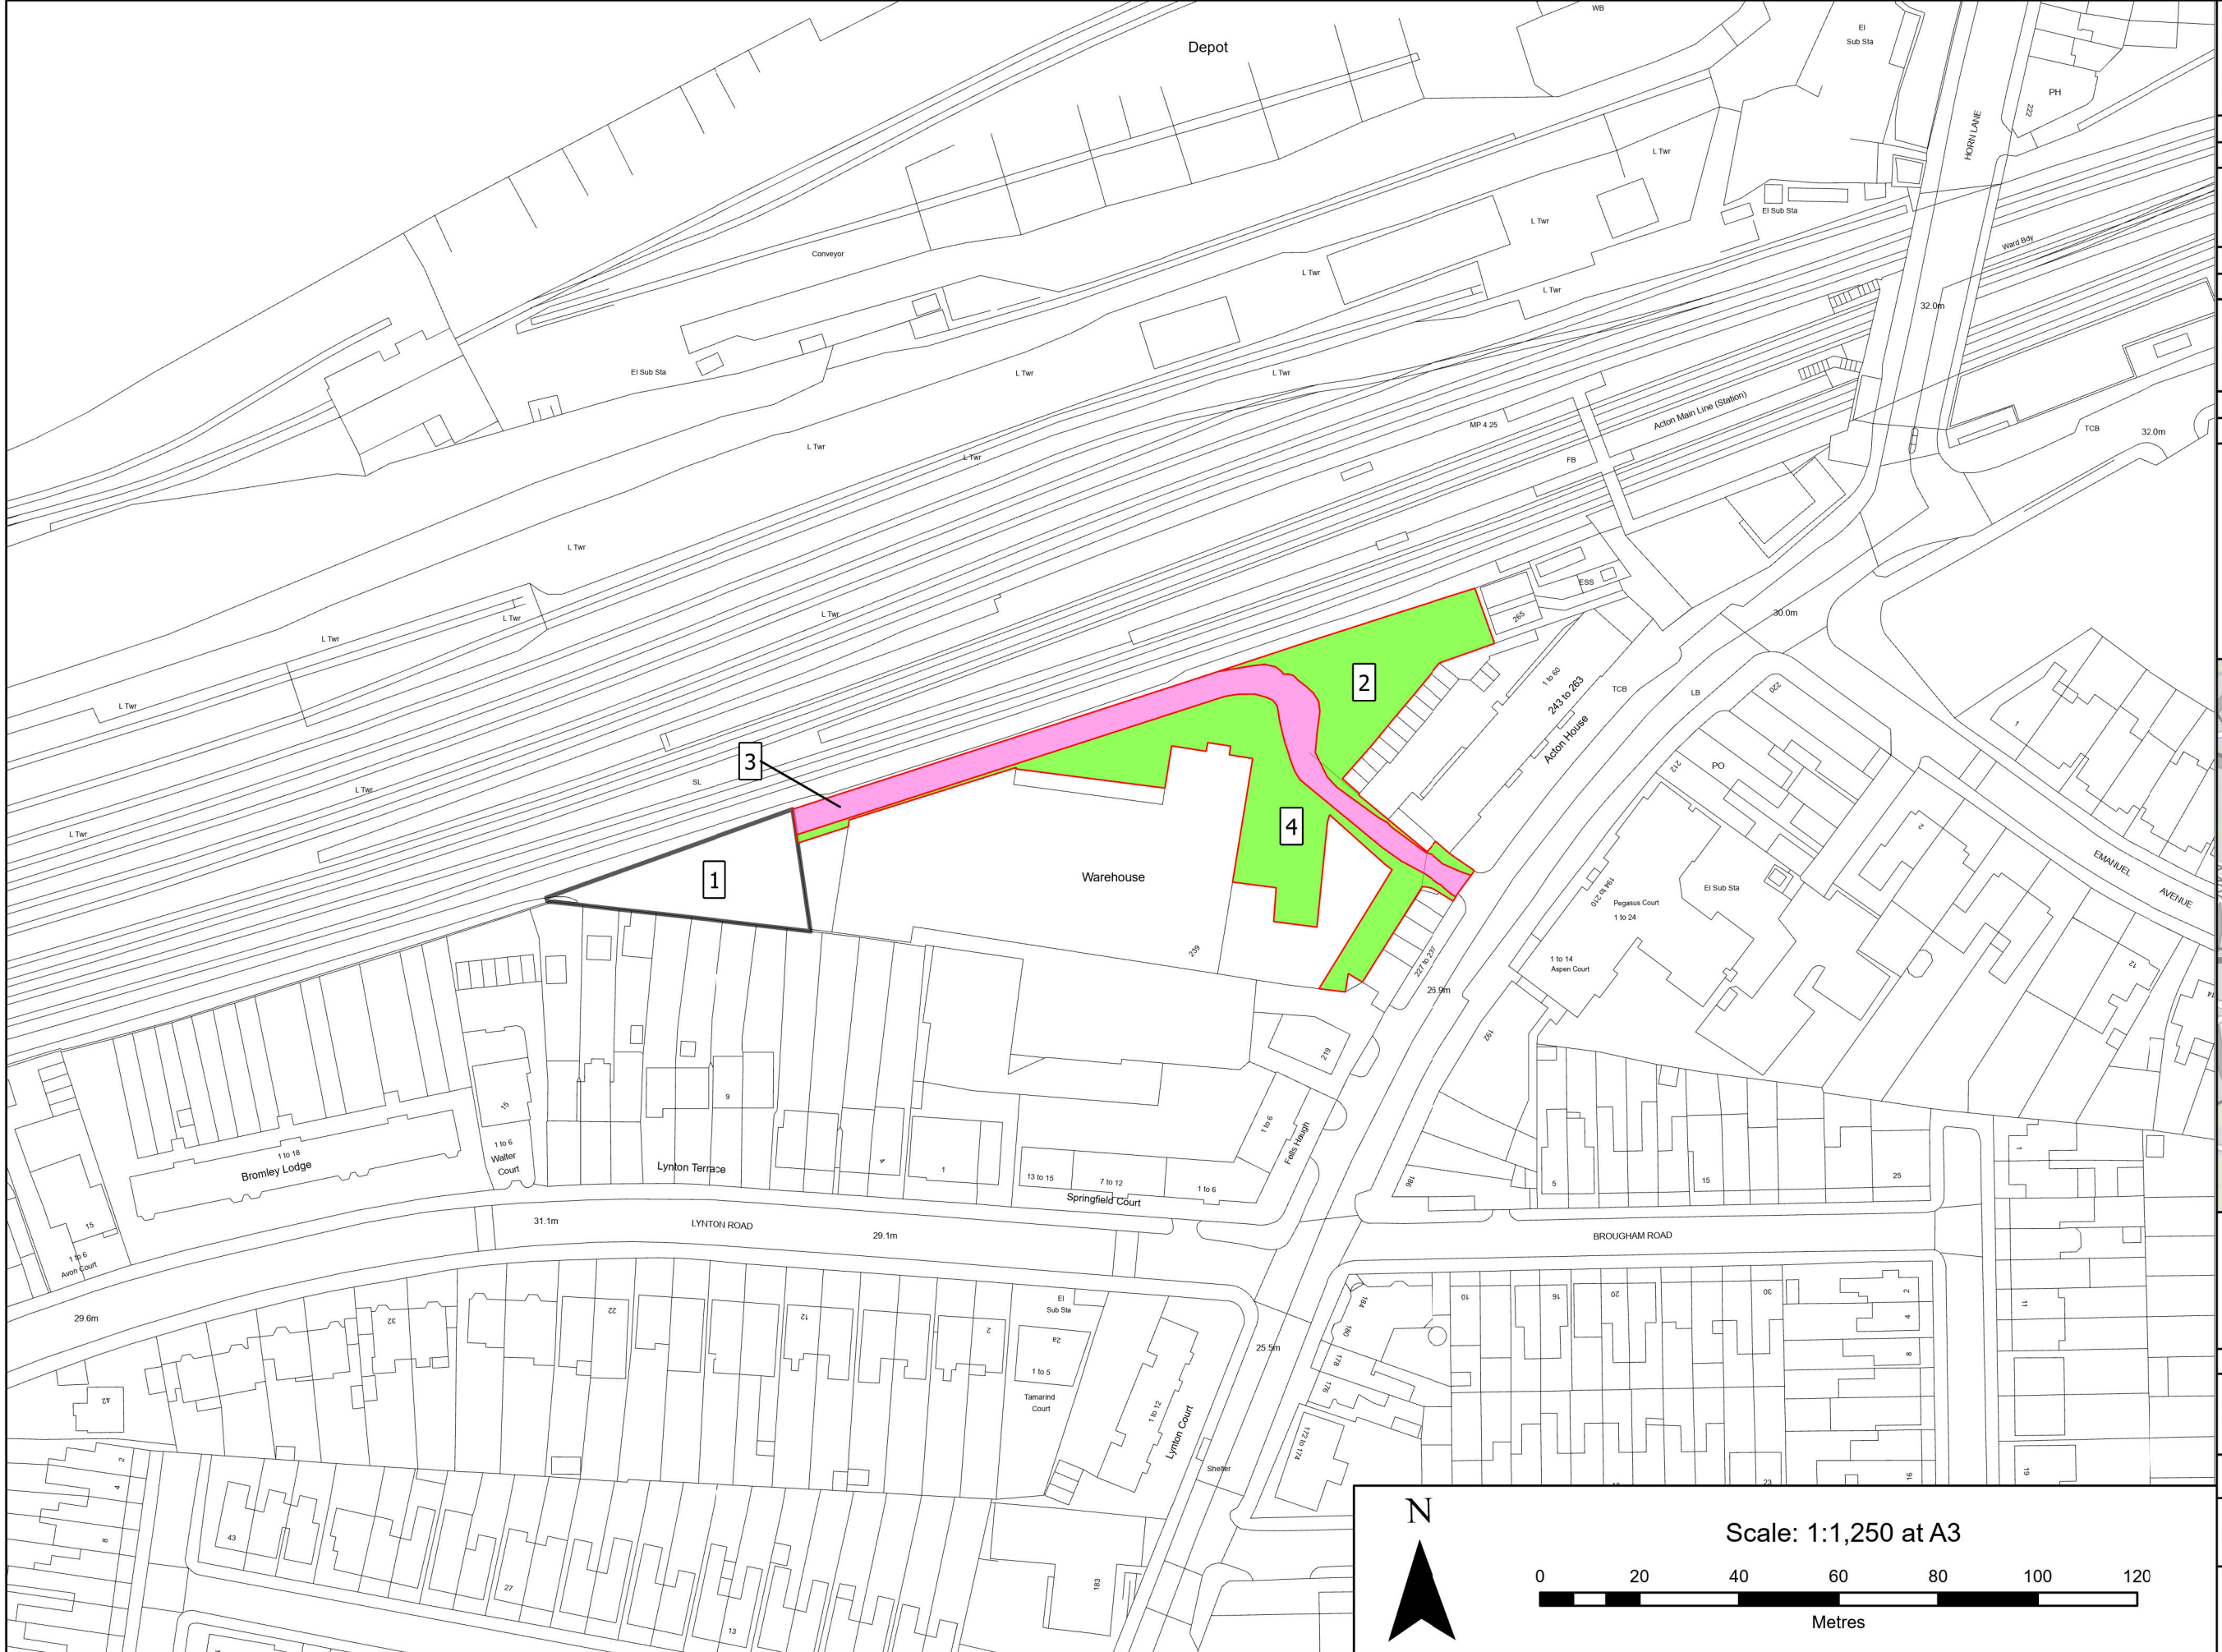 WB
Depot
El
Sub Sta
PH
222
HORN LANE
L Twr
L Twr
El Sub Sta
Ward Bdy
Conveyor
L Twr
L Twr
32.0m
El Sub Sta
L Twr
L Twr
MP 4.25
Acton Main Line (Station)
TCB
32.0m
L Twr
L Twr
FB
L Twr
ESS
L Twr
L Twr
L Twr
265
30.0m
2
1 to 60
243 to 263
Acton House
TCB
LB
220
L Twr
1
3
SL
PO
212
L Twr
L Twr
4
2
EMANUEL
AVENUE
1
Warehouse
El Sub Sta
194 to 210
Pegasus Court
1 to 24
239
227 to 237
1 to 14
Aspen Court
12
14
26.9m
192
219
15
9
1 to 6
Fells Haugh
1 to 6
Walter
Court
1 to 18
Bromley Lodge
Lynton Terrace
4
1
13 to 15
7 to 12
1 to 6
Springfield Court
186
5
15
25
1
15
1 to 6
Avon Court
31.1m
LYNTON ROAD
29.1m
BROUGHAM ROAD
29.6m
32
22
12
2
El
Sub Sta
2a
1 to 5
Tamarind
Court
25.5m
184
180
178
176
10
16
20
30
2
4
8
11
42
1 to 12
Lynton Court
172 to 174
Shelter
2
4
8
23
16
19
43
27
13
183
N
Scale: 1:1,250 at A3
0 20 40 60 80 100 120
Metres